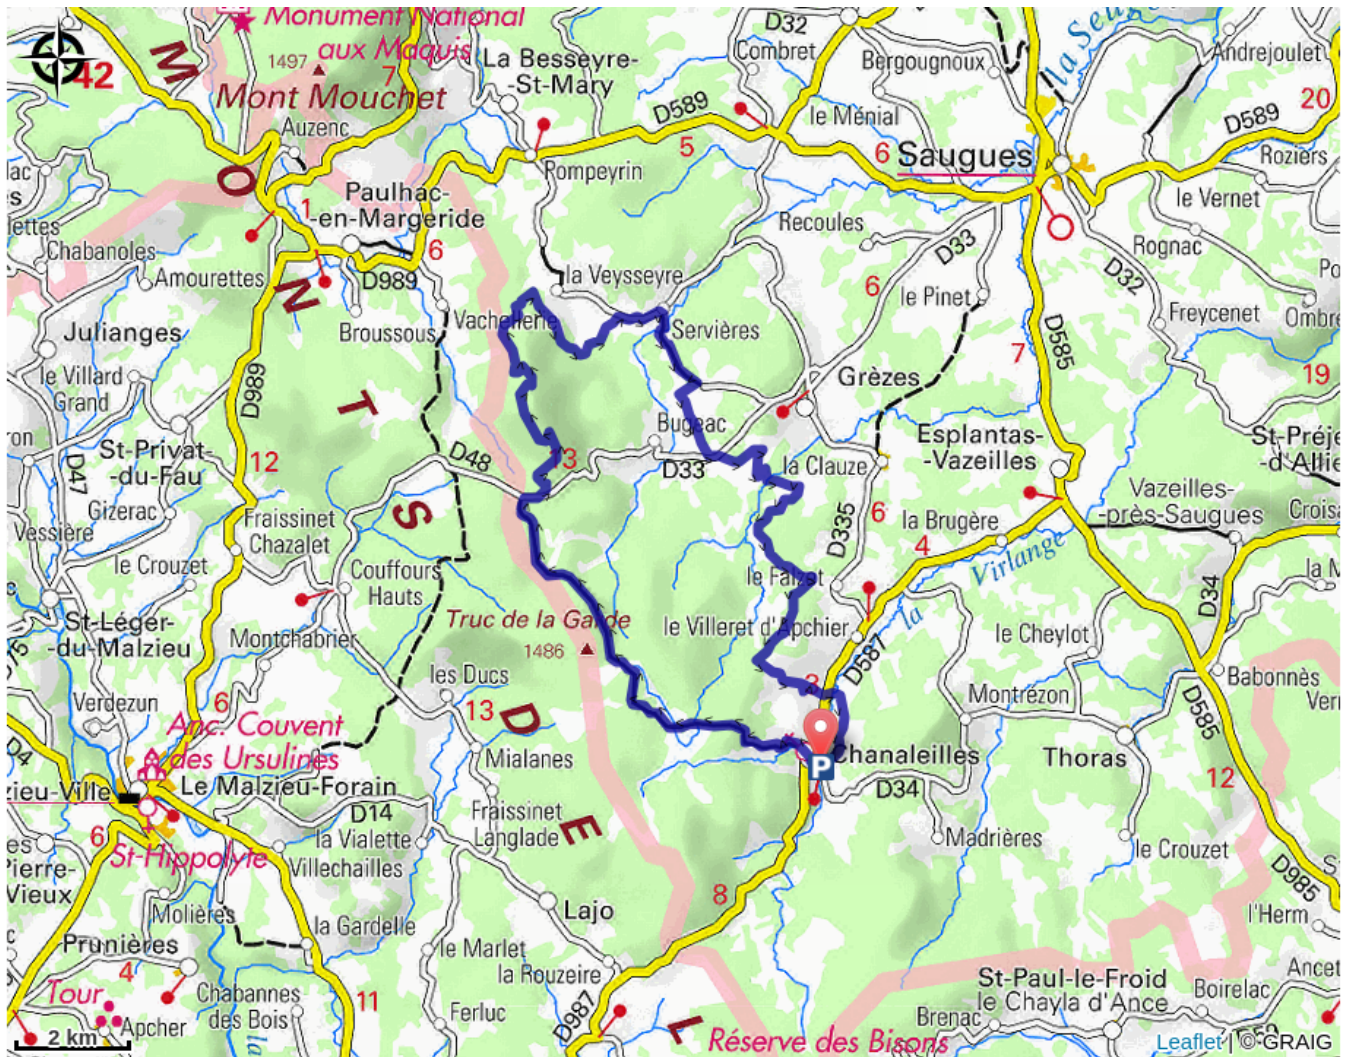 Monument National
aux Maquis
1497
7
42
Mont Mouchet
La Besseyre-
-St-Mary
D32
Combret
Bergougnoux
Andrejoulet
20
D589
D589
le Ménial
5
6
Saugues
Roziers
le Vernet
Auzenc
Rompeyrin
M
O
N
T
S
D
E
L
1
Paulhac-
-en-Margeride
6
D989
Chabanoles
Amourettes
Recoules
D33
6
le Pinet
Rognac
D32
Freycenet
la Veysseyre
Broussous
Vachellerie
Servières
Julianges
le Villard
Grand
D989
7
D585
19
Grèzes
Bugeac
St-Privat-
-du-Fau
12
D47
D48
3
D33
la Clauze
Esplantas-
-Vazeilles
Vazeilles-
-près-Saugues
Gizerac
Vessière
Fraissinet
Chazalet
D335
6
la Brugère
4
Virlange
la
le Crouzet
Couffours
Hauts
le Falzet
D34
St-Léger-
-du-Malzieu
Montchabrier
Truc de la Garde
1486
le Villeret d'Apchier
D587
le Cheylot
Babonnès
Verdezun
6
les Ducs
13
Montrézon
D585
Anc. Couvent
des Ursulines
Mialanes
P
Chanaleilles
Thoras
12
D4
Le Malzieu-Forain
D14
D34
Fraissinet
Langlade
6
St-Hippolyte
la Vialette
Villechailles
Madrières
le Crouzet
D985
Molières
8
la Gardelle
Lajo
l'Herm
Prunières
4
le Marlet
la Rouzeire
St-Paul-le-Froid
le Chayla d'Ance
Boirelac
Tour
Apcher
Chabannes
des Bois
11
Ferluc
D987
Brenac
Réserve des Bisons
2 km
Leaflet | © GRAIG